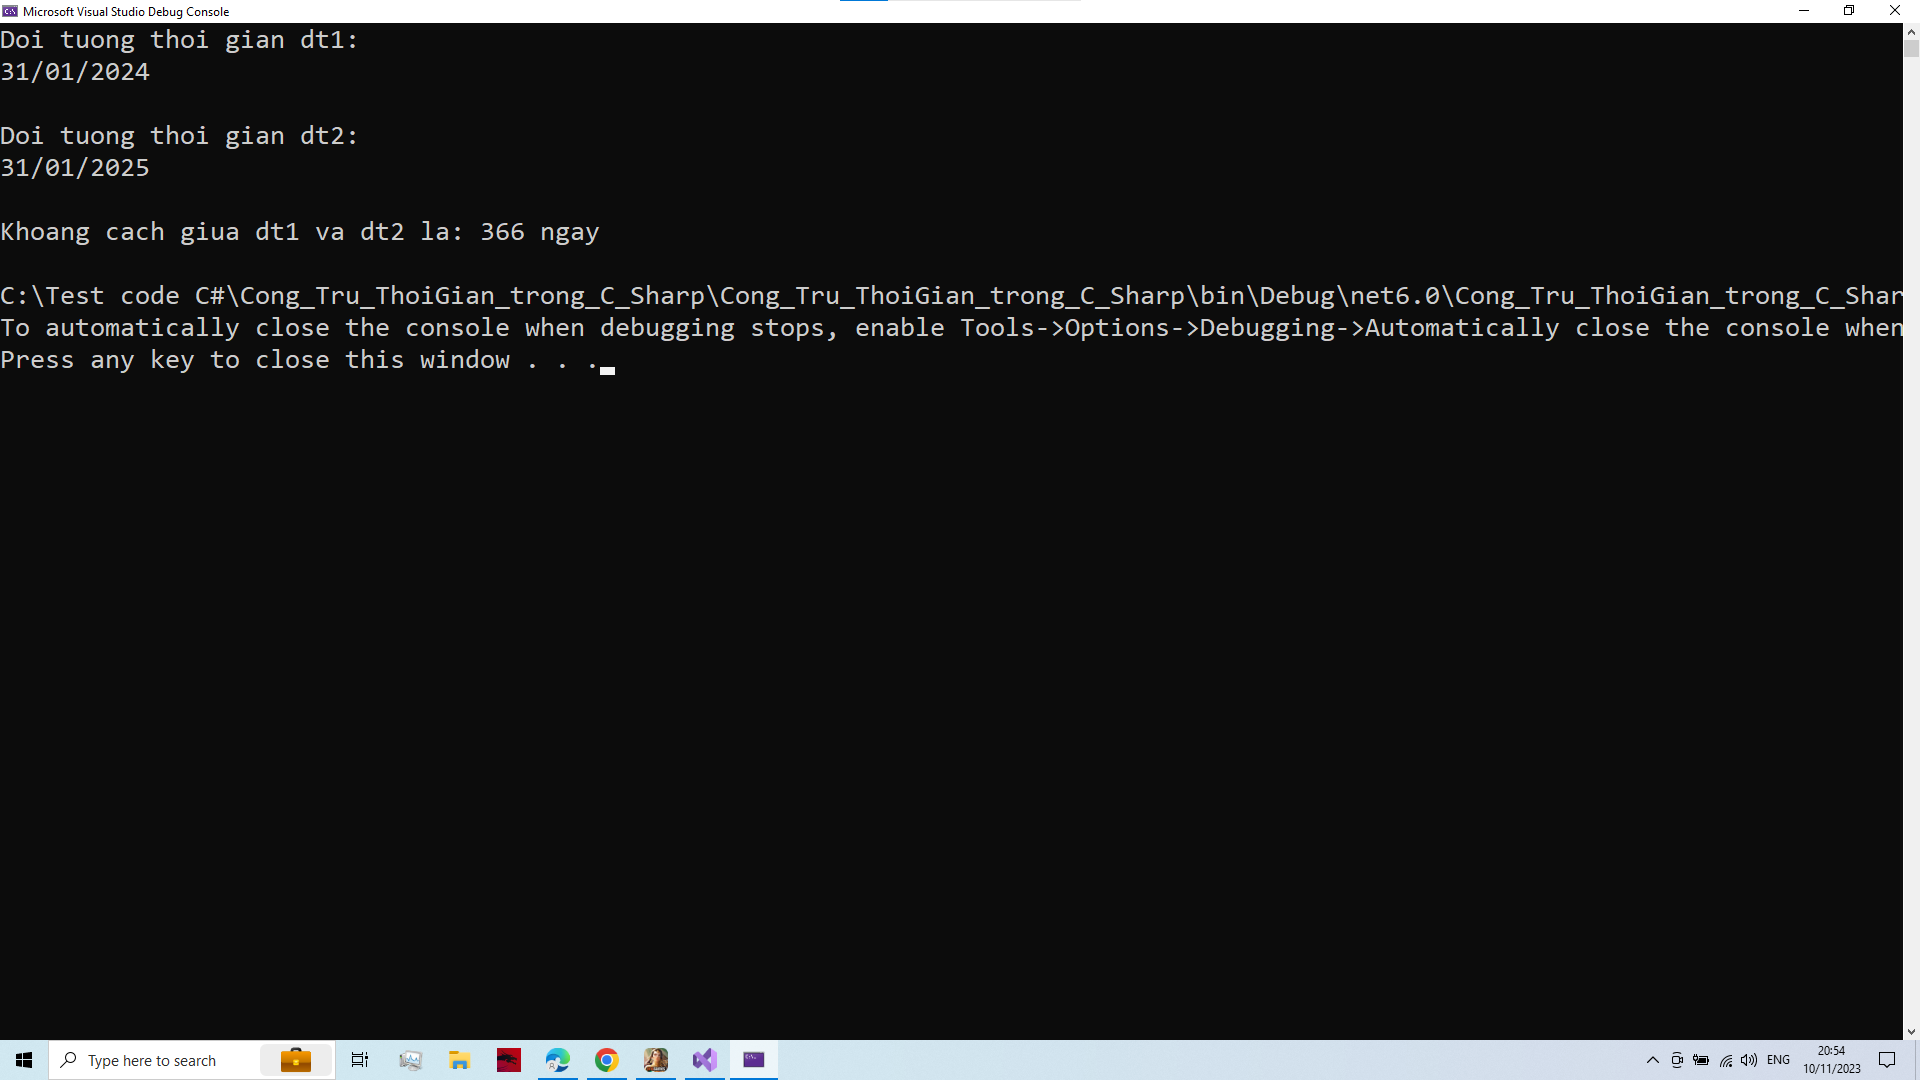 Microsoft Visual Studio Debug Console
Doi tuong thoi gian dt1:
31/01/2024
Doi tuong thoi gian dt2:
31/01/2025
Khoang cach giua dt1 va dt2 la: 366 ngay
C:\Test code C#\Cong_Tru_ThoiGian_trong_C_Sharp\Cong_Tru_ThoiGian_trong_C_Sharp\bin\Debug\net6.0\Cong_Tru_ThoiGian_trong_C_Shar
To automatically close the console when debugging stops, enable Tools->Options->Debugging->Automatically close the console when
Press any key to close this window . . .
Type here to search
ENG
20:54
10/11/2023